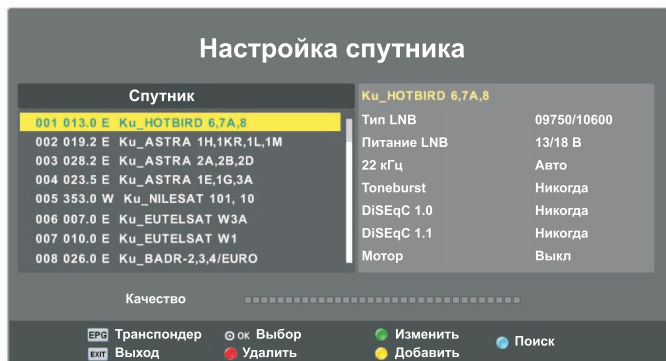 Настройка спутника
Спутник
001 013.0 E Ku_HOTBIRD 6,7A,8
002 019.2 E Ku_ASTRA 1H,1KR,1L,1M
003 028.2 E Ku_ASTRA 2A,2B,2D
004 023.5 E Ku_ASTRA 1E,1G,3A
005 353.0 W Ku_NILESAT 101, 10
006 007.0 E Ku_EUTELSAT W3A
007 010.0 E Ku_EUTELSAT W1
008 026.0 E Ku_BADR-2,3,4/EURO
Ku_HOTBIRD 6,7A,8
Тип LNB 09750/10600
Питание LNB 13/18 В
22 кГц Авто
Toneburst Никогда
DiSEqC 1.0 Никогда
DiSEqC 1.1 Никогда
Мотор Выкл
Качество
EPG Транспондер OK Выбор Изменить Поиск
EXIT Выход Удалить Добавить